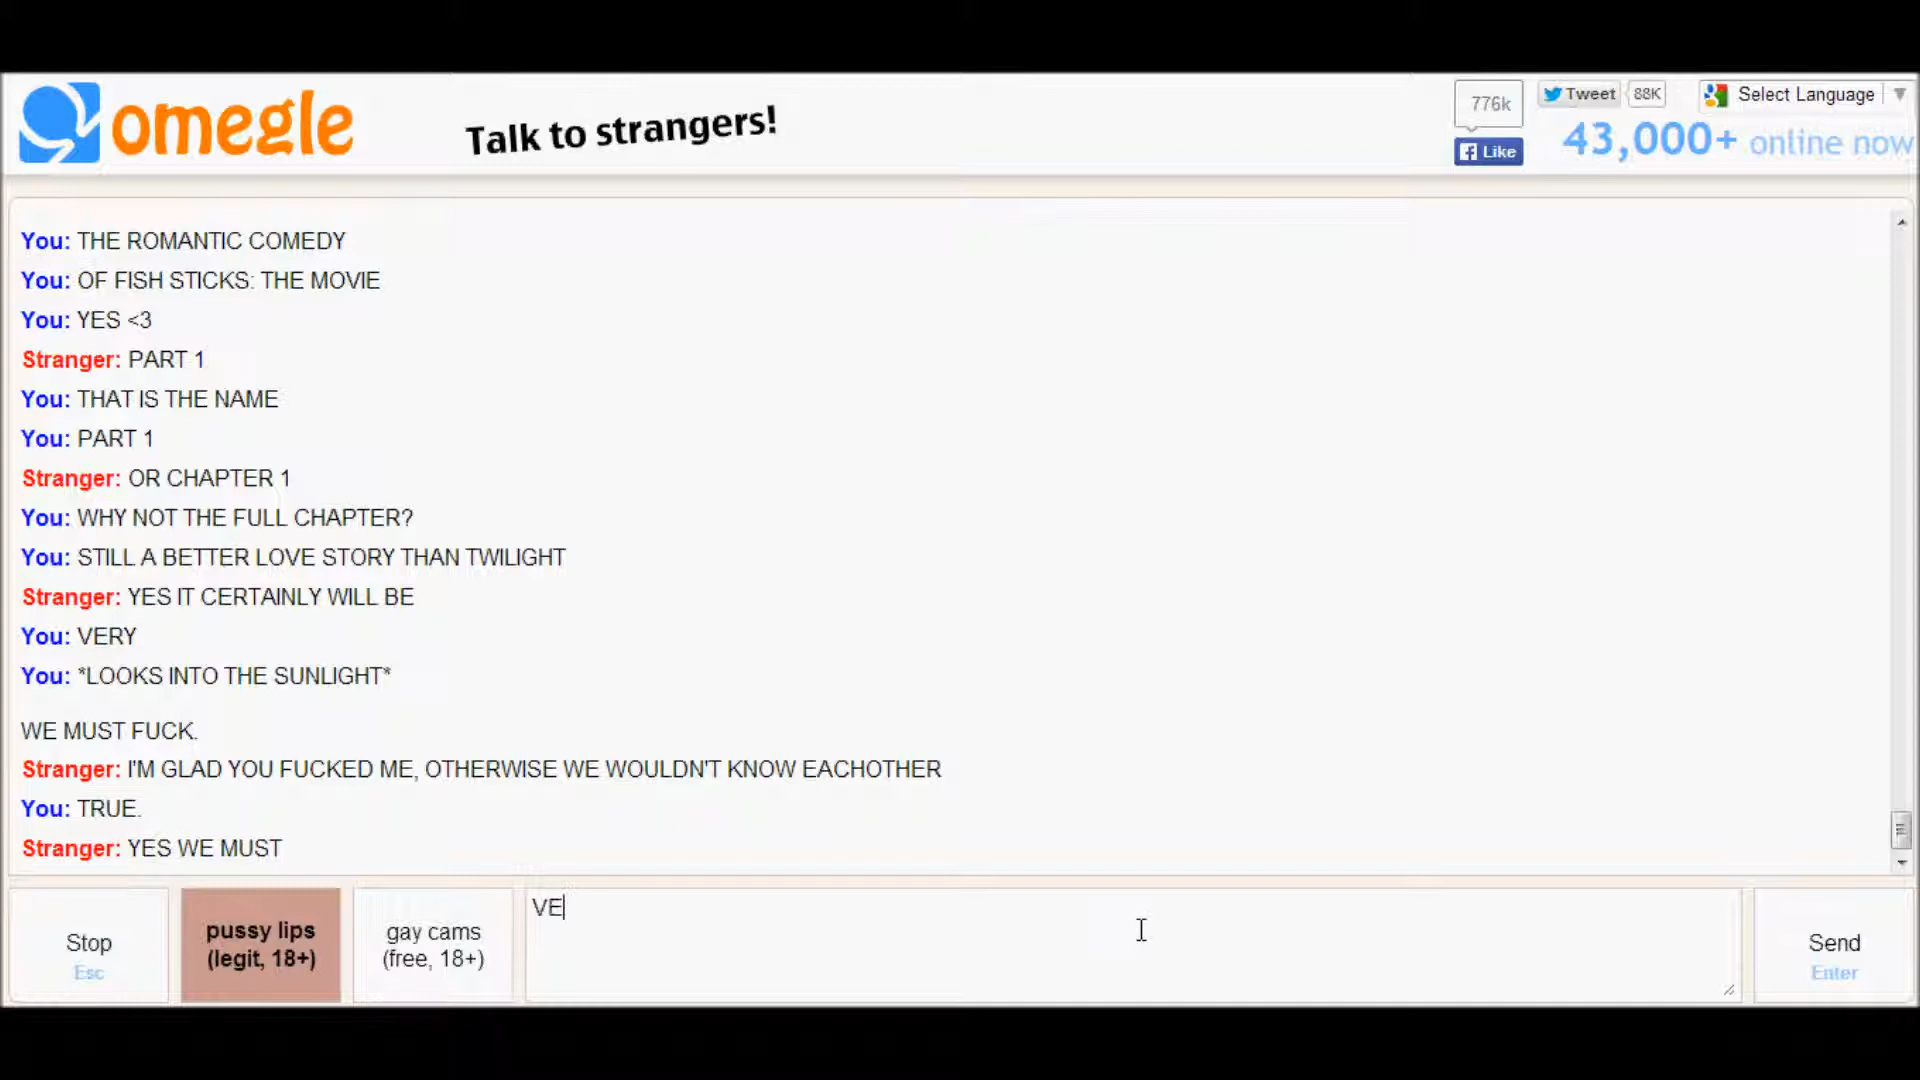 omegle
Talk to strangers!
776k
Like
Tweet
88K
Select Language
43,000+ online now
You: THE ROMANTIC COMEDY
You: OF FISH STICKS: THE MOVIE
You: YES <3
Stranger: PART 1
You: THAT IS THE NAME
You: PART 1
Stranger: OR CHAPTER 1
You: WHY NOT THE FULL CHAPTER?
You: STILL A BETTER LOVE STORY THAN TWILIGHT
Stranger: YES IT CERTAINLY WILL BE
You: VERY
You: *LOOKS INTO THE SUNLIGHT*
WE MUST FUCK.
Stranger: I'M GLAD YOU FUCKED ME, OTHERWISE WE WOULDN'T KNOW EACHOTHER
You: TRUE.
Stranger: YES WE MUST
Stop
Esc
pussy lips
(legit, 18+)
gay cams
(free, 18+)
VE
Send
Enter